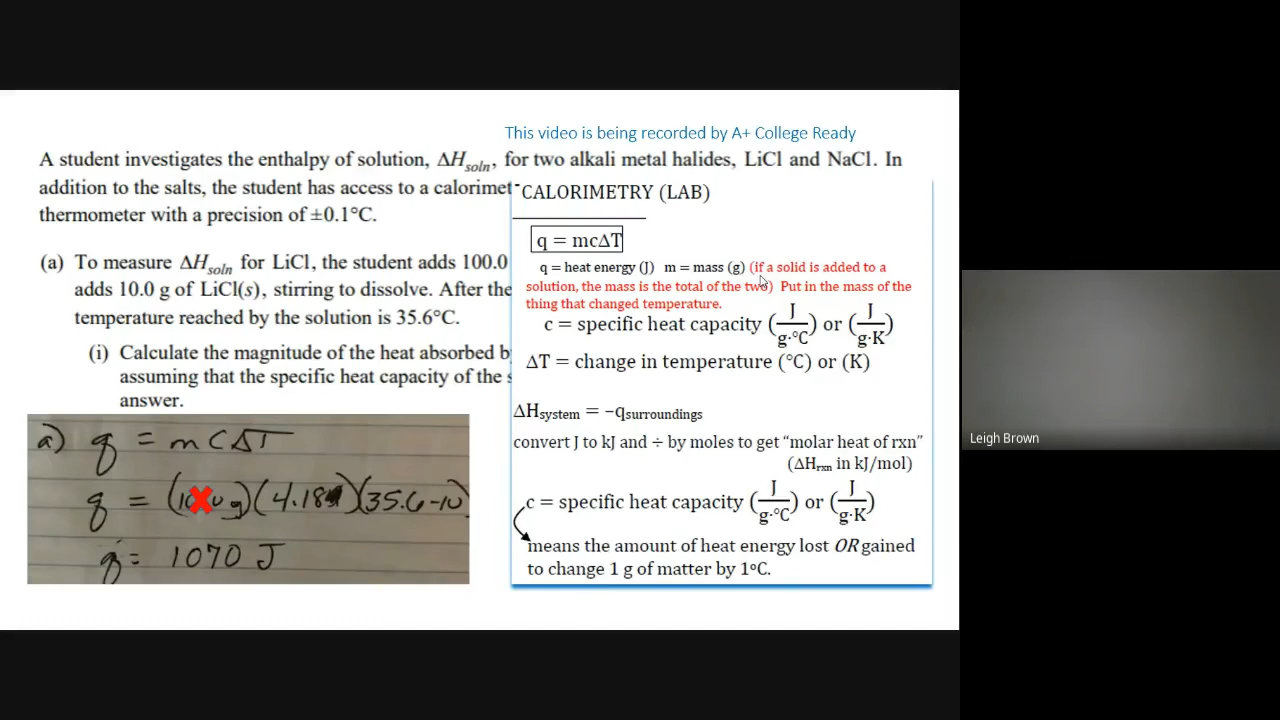 This video is being recorded by A+ College Ready
A student investigates the enthalpy of solution, ΔHsoln, for two alkali metal halides, LiCl and NaCl. In
addition to the salts, the student has access to a calorimet
thermometer with a precision of ±0.1°C.
(a) To measure ΔHsoln for LiCl, the student adds 100.0
adds 10.0 g of LiCl(s), stirring to dissolve. After the
temperature reached by the solution is 35.6°C.
(i) Calculate the magnitude of the heat absorbed b
assuming that the specific heat capacity of the s
answer.
a) q = mCΔT
q = (10 0 g)(4.18 )(35.6-10
q = 1070 J
CALORIMETRY (LAB)
q = mcΔT
q = heat energy (J) m = mass (g) (if a solid is added to a
solution, the mass is the total of the two) Put in the mass of the
thing that changed temperature.
c = specific heat capacity (J/g·°C) or (J/g·K)
ΔT = change in temperature (°C) or (K)
ΔHsystem = −qsurroundings
convert J to kJ and ÷ by moles to get “molar heat of rxn”
(ΔHrxn in kJ/mol)
c = specific heat capacity (J/g·°C) or (J/g·K)
means the amount of heat energy lost OR gained
to change 1 g of matter by 1°C.
Leigh Brown